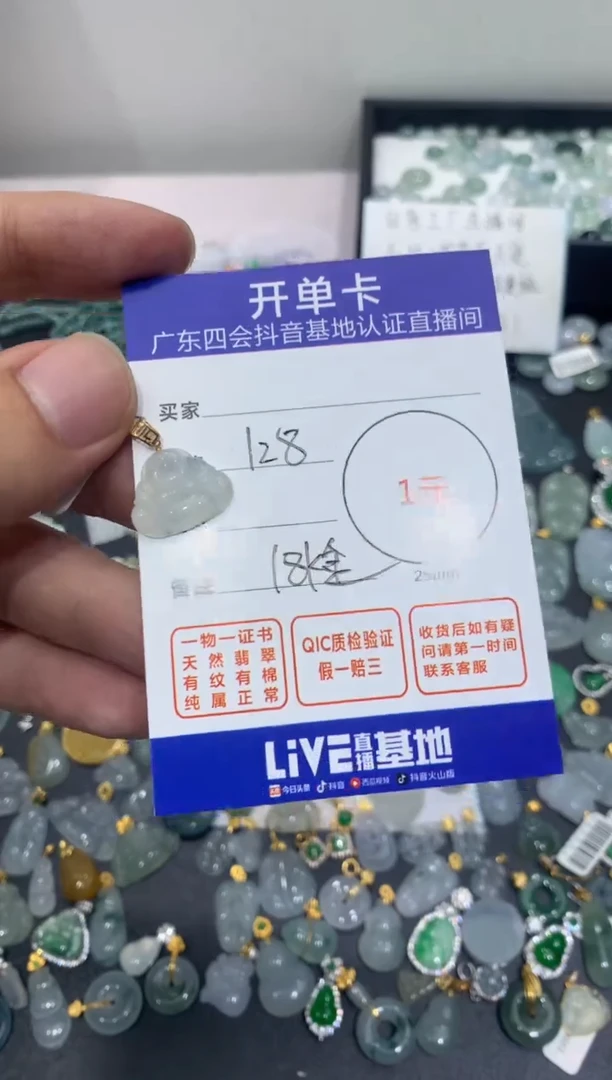 开单卡
广东四会抖音基地认证直播间
买家
128
1元
18k金
25mm
一物一证书
天然翡翠
有纹有棉
纯属正常
QIC质检验证
假一赔三
收货后如有疑
问请第一时间
联系客服
LiVE直播基地
今日头条 抖音 西瓜视频 抖音火山版